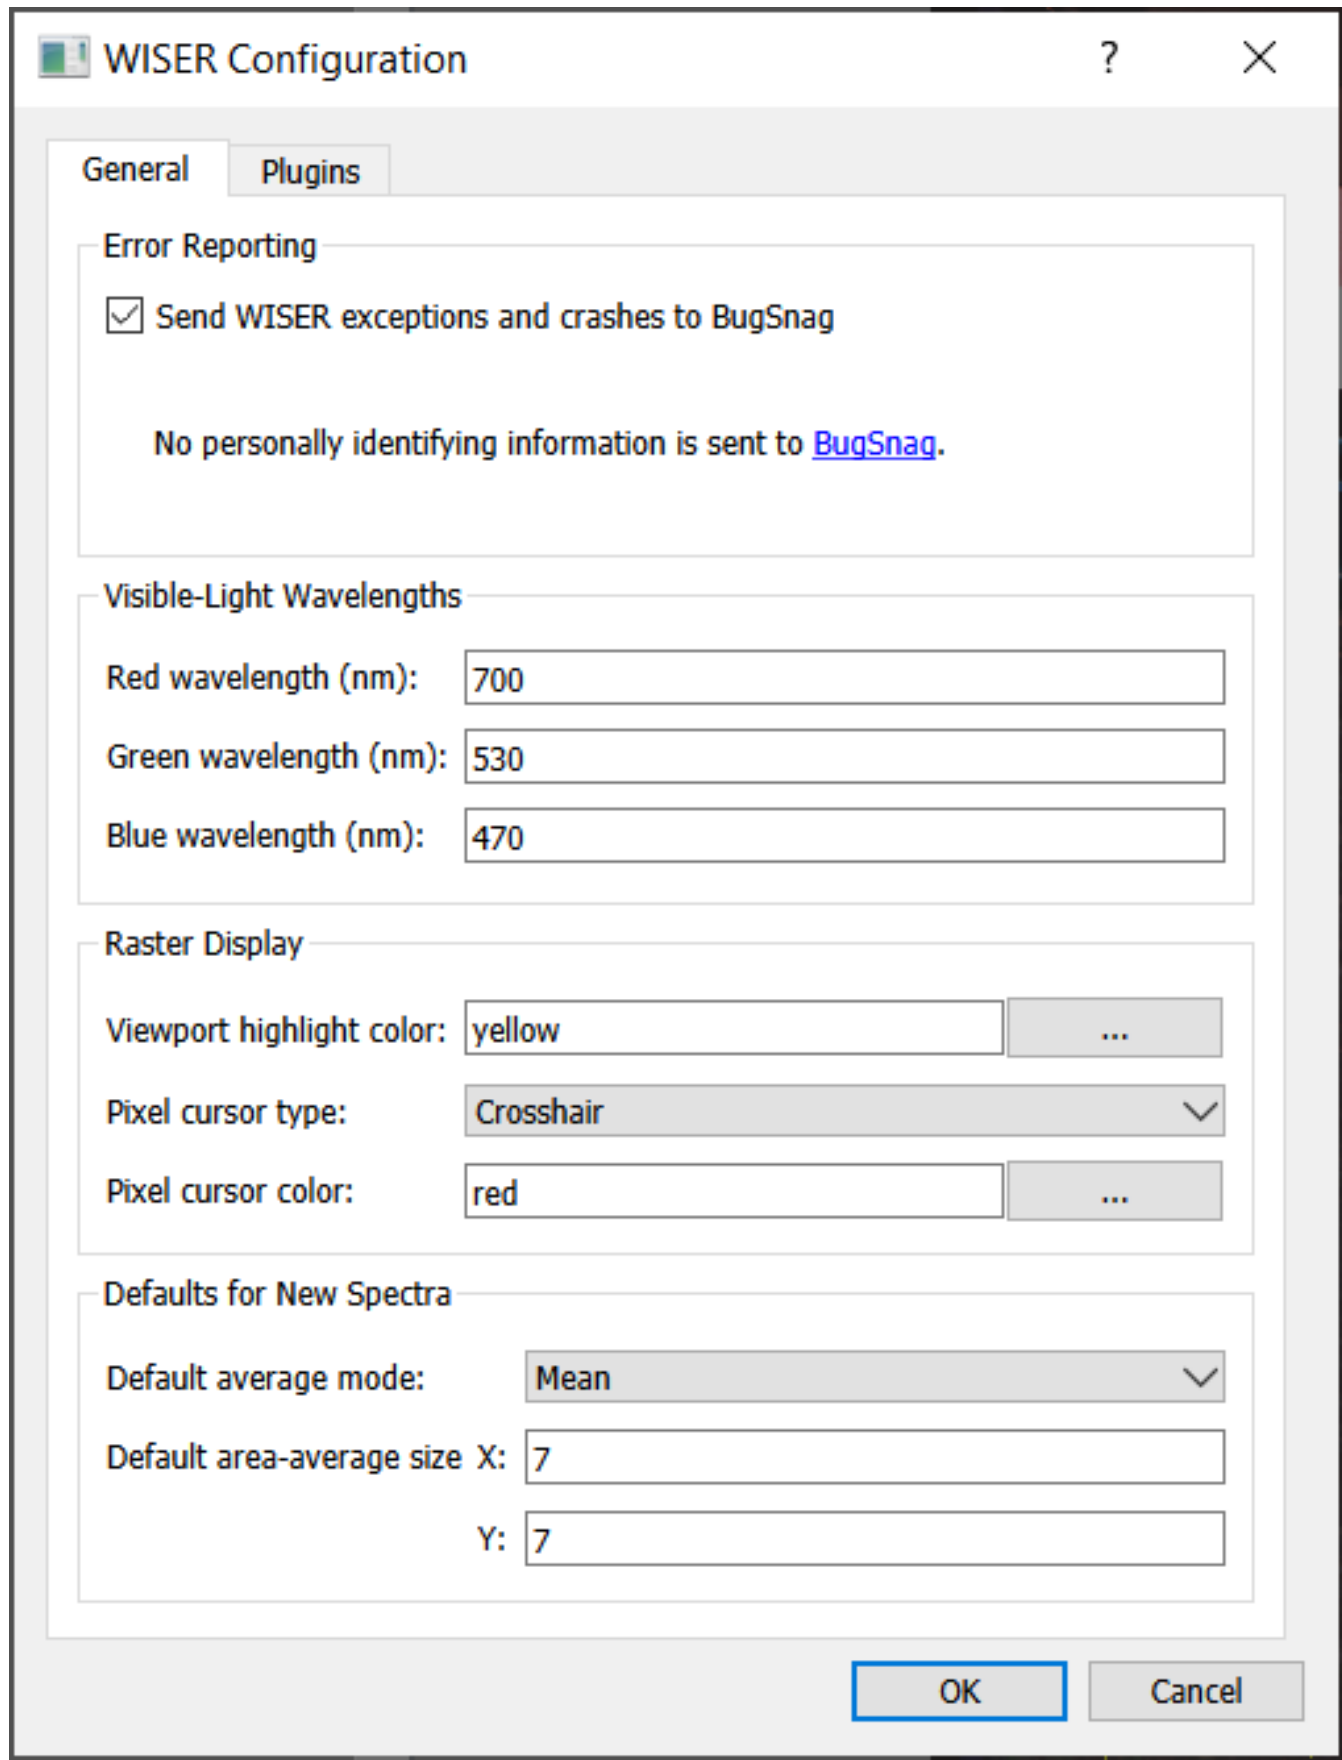 WISER Configuration ?
General Plugins
Error Reporting
Send WISER exceptions and crashes to BugSnag
No personally identifying information is sent to BugSnag.
Visible-Light Wavelengths
Red wavelength (nm): 700
Green wavelength (nm): 530
Blue wavelength (nm): 470
Raster Display
Viewport highlight color: yellow ...
Pixel cursor type: Crosshair
Pixel cursor color: red ...
Defaults for New Spectra
Default average mode: Mean
Default area-average size X: 7
Y: 7
OK Cancel